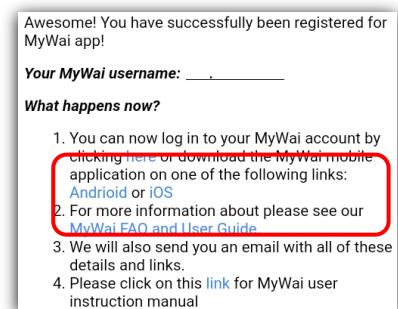 Awesome! You have successfully been registered for
MyWai app!
Your MyWai username: ___.________
What happens now?
1. You can now log in to your MyWai account by
clicking here or download the MyWai mobile
application on one of the following links:
Andrioid or iOS
2. For more information about please see our
MyWai FAQ and User Guide
3. We will also send you an email with all of these
details and links.
4. Please click on this link for MyWai user
instruction manual